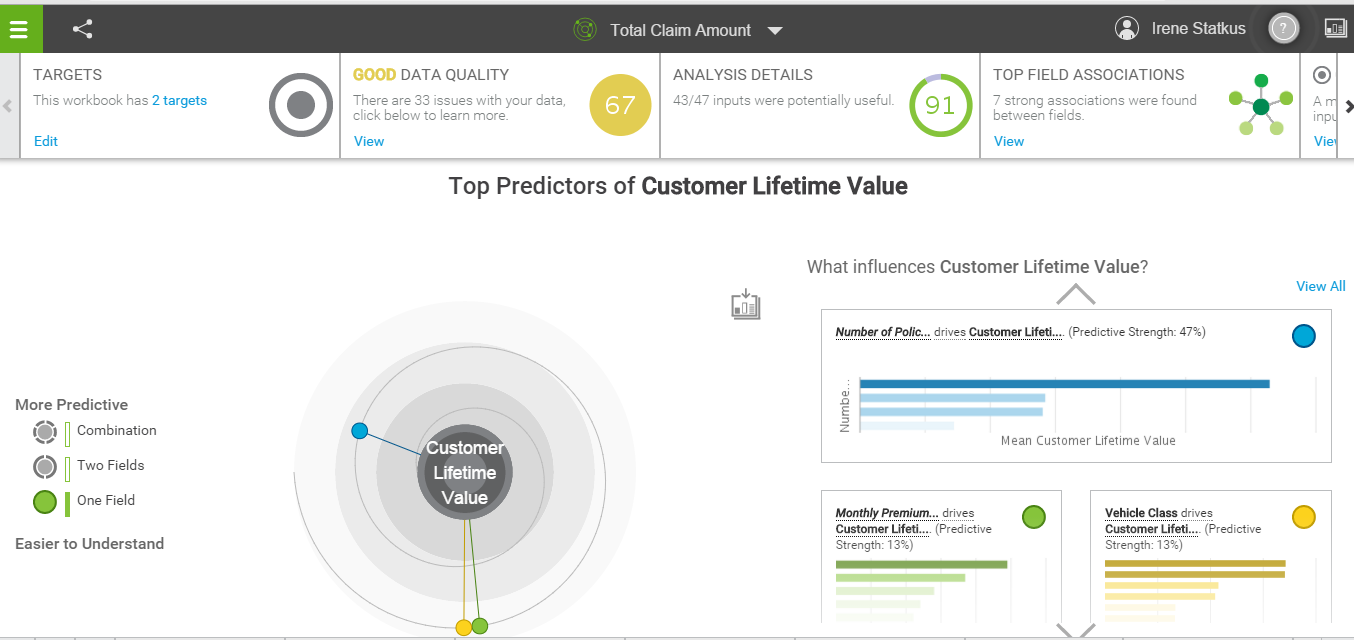 Total Claim Amount
Irene Statkus
?
TARGETS
This workbook has 2 targets
Edit
GOOD DATA QUALITY
There are 33 issues with your data,
click below to learn more.
View
67
ANALYSIS DETAILS
43/47 inputs were potentially useful.
91
TOP FIELD ASSOCIATIONS
7 strong associations were found
between fields.
View
A m
inpu
View
Top Predictors of Customer Lifetime Value
More Predictive
Combination
Two Fields
One Field
Easier to Understand
Customer
Lifetime
Value
What influences Customer Lifetime Value?
View All
Number of Polic... drives Customer Lifeti.... (Predictive Strength: 47%)
Numbe...
Mean Customer Lifetime Value
Monthly Premium... drives
Customer Lifeti.... (Predictive
Strength: 13%)
Vehicle Class drives
Customer Lifeti.... (Predictive
Strength: 13%)